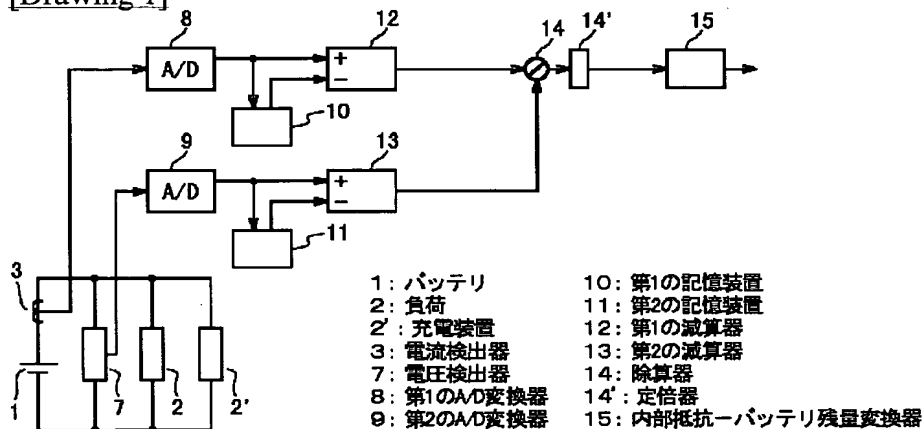 [Drawing 1]
8
12
14
14'
15
A/D
+
−
10
9
13
A/D
+
−
11
3
1
7
2
2'
1: バッテリ
2: 負荷
2': 充電装置
3: 電流検出器
7: 電圧検出器
8: 第1のA/D変換器
9: 第2のA/D変換器
10: 第1の記憶装置
11: 第2の記憶装置
12: 第1の減算器
13: 第2の減算器
14: 除算器
14': 定倍器
15: 内部抵抗ーバッテリ残量変換器